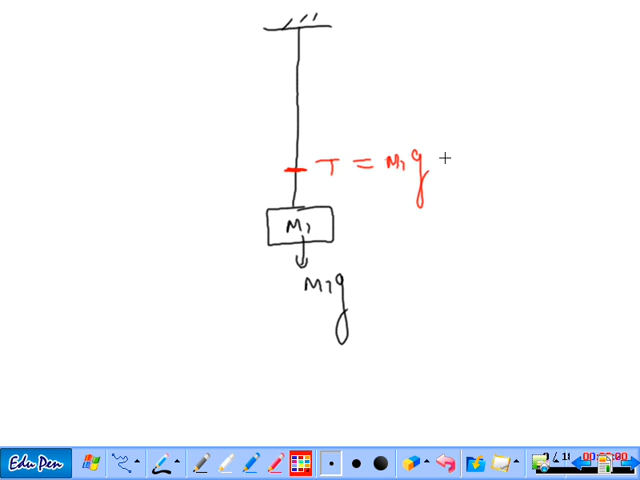 T = M₁g
M₁
M₁g
Edu Pen